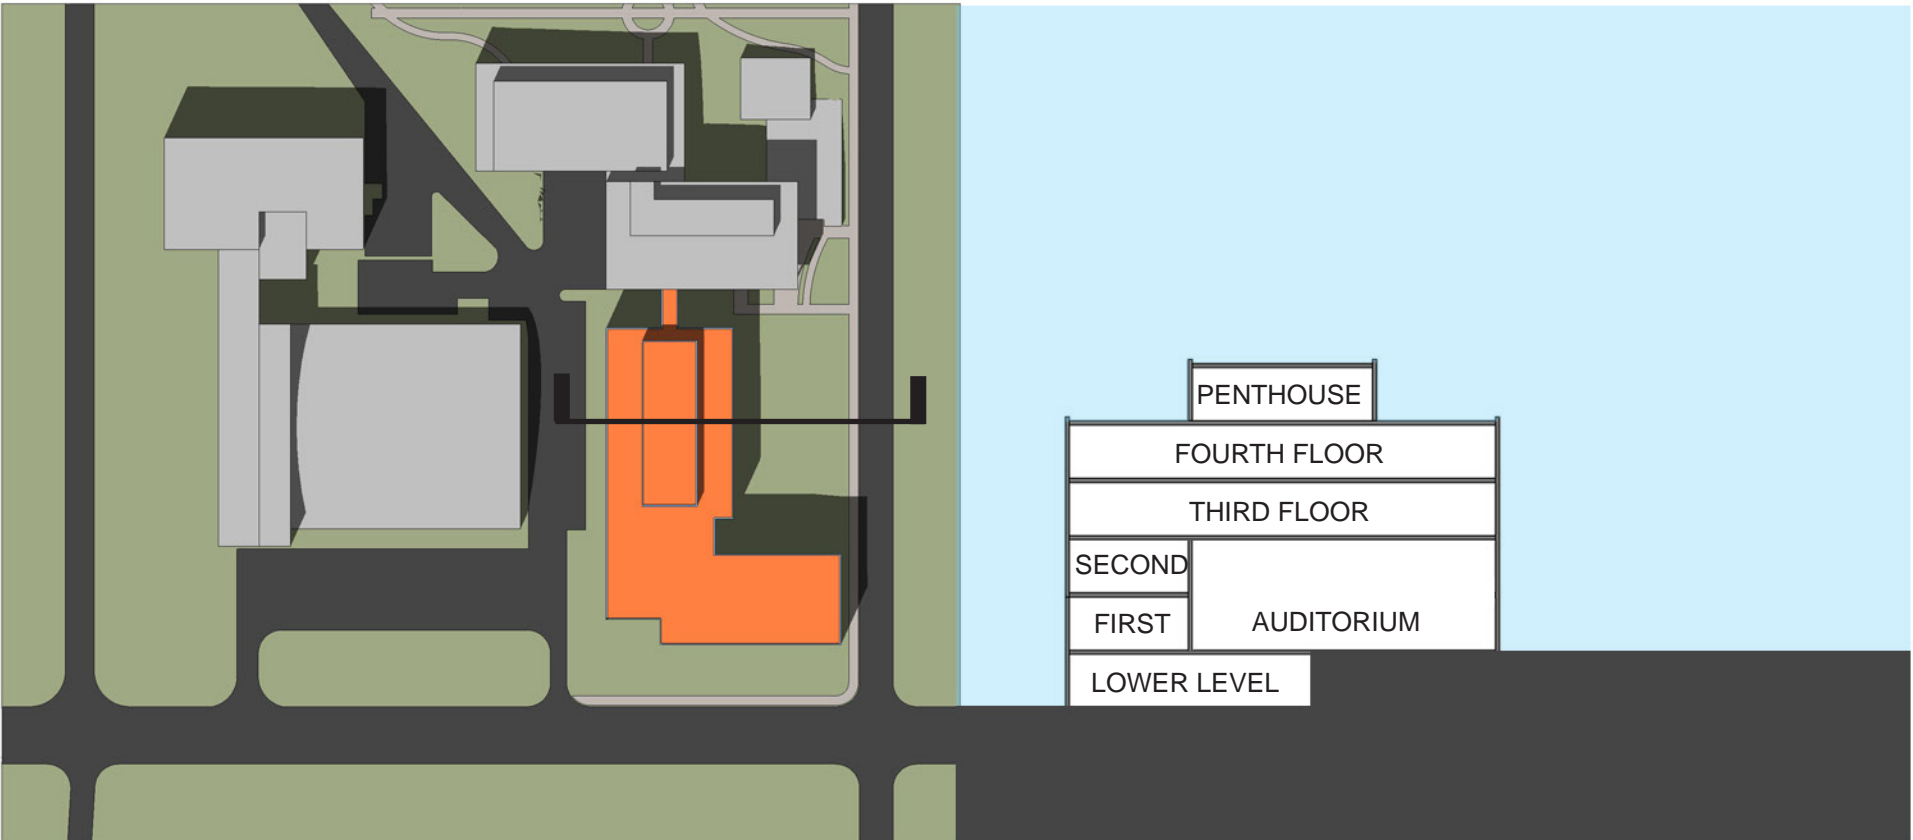 PENTHOUSE
FOURTH FLOOR
THIRD FLOOR
SECOND
FIRST
AUDITORIUM
LOWER LEVEL